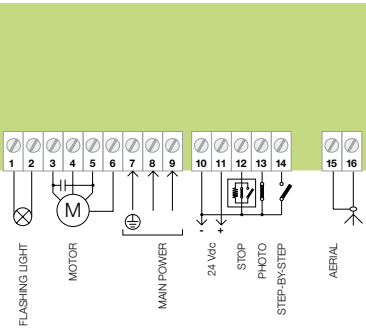 1 2 3 4 5 6 7 8 9 10 11 12 13 14 15 16
M
- +
FLASHING LIGHT
MOTOR
MAIN POWER
24 Vdc
STOP
PHOTO
STEP-BY-STEP
AERIAL